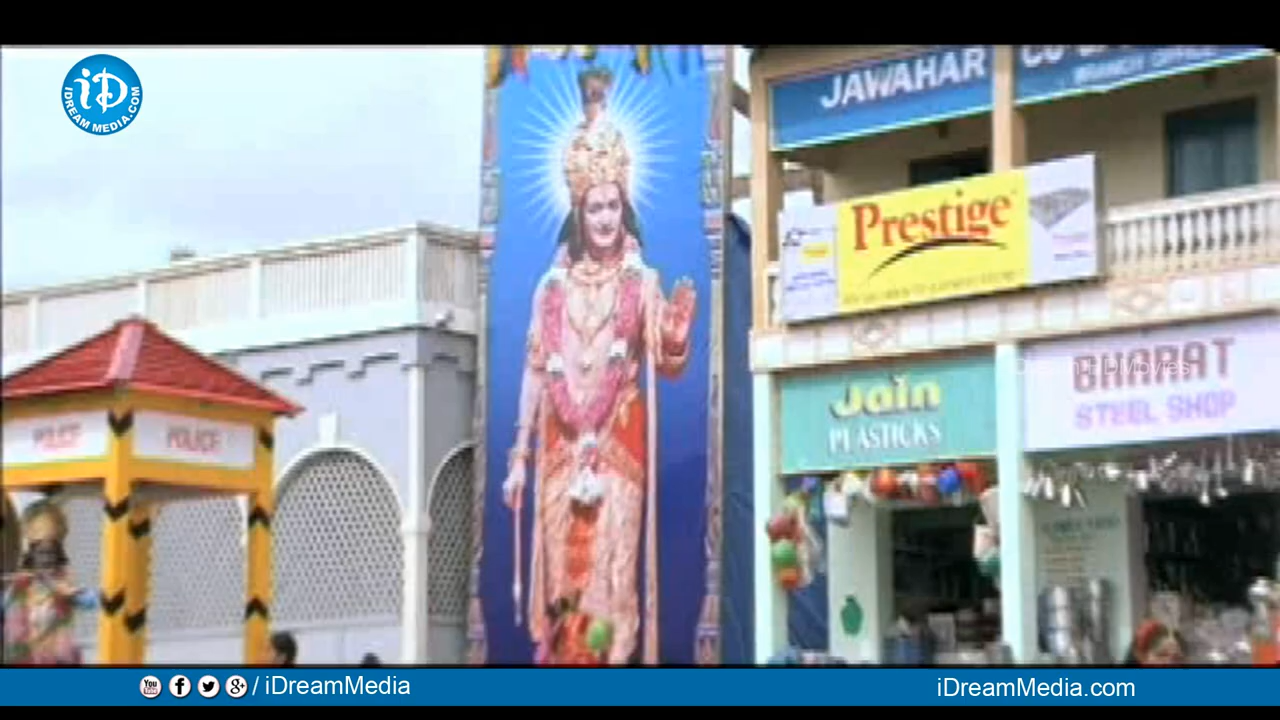 iD
IDREAM MEDIA.COM
JAWAHAR
Prestige
Jain
PLASTICKS
BHARAT
STEEL SHOP
POLICE
POLICE
/ iDreamMedia
iDreamMedia.com